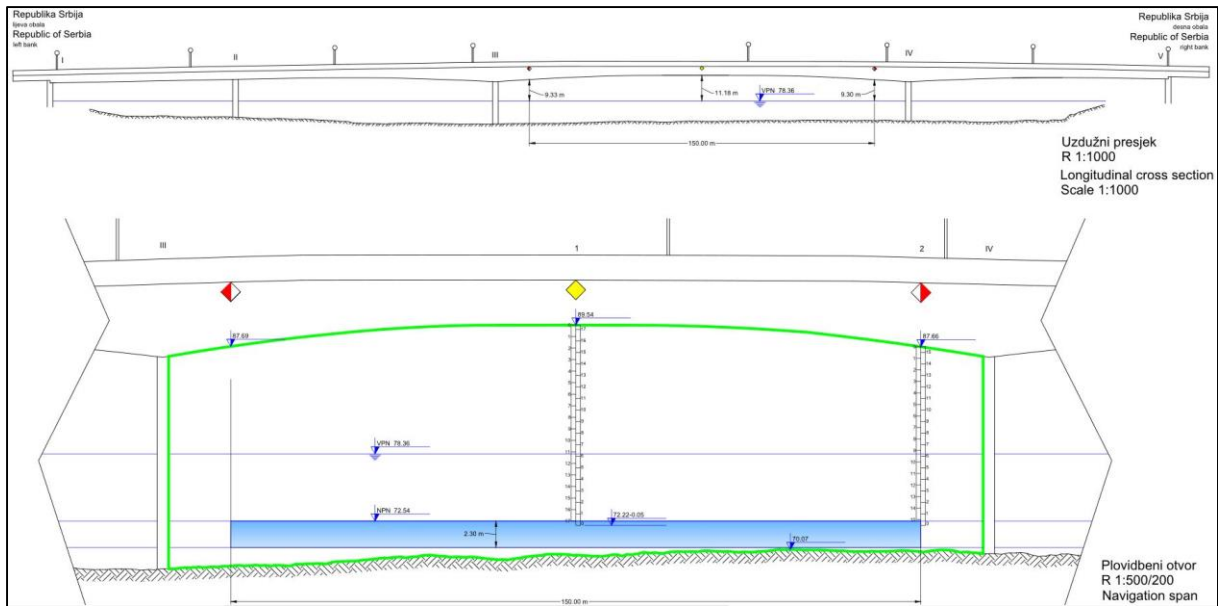 Republika Srbija
lijeva obala
Republic of Serbia
left bank
Republika Srbija
desna obala
Republic of Serbia
right bank
I
II
III
IV
V
9.33 m
11.18 m
VPN 78.36
9.30 m
150.00 m
Uzdužni presjek
R 1:1000
Longitudinal cross section
Scale 1:1000
III
1
2
IV
87.69
89.54
87.66
VPN 78.36
NPN 72.54
72.22-0.05
2.30 m
70.07
150.00 m
Plovidbeni otvor
R 1:500/200
Navigation span